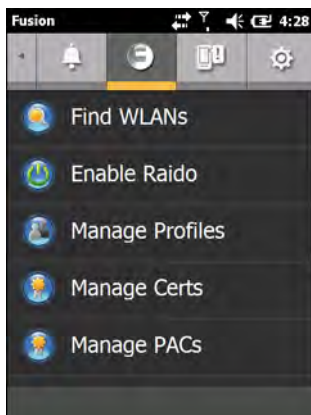 Fusion 4:28
Find WLANs
Enable Raido
Manage Profiles
Manage Certs
Manage PACs